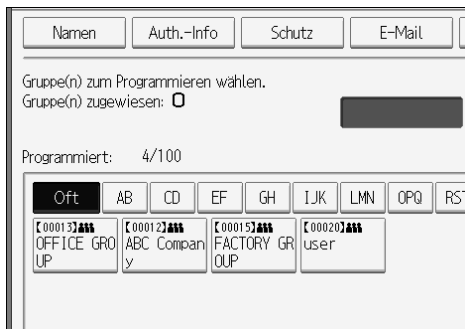 Namen Auth.-Info Schutz E-Mail
Gruppe(n) zum Programmieren wählen.
Gruppe(n) zugewiesen: 0
Programmiert: 4/100
Oft AB CD EF GH IJK LMN OPQ RST
【00013】 【00012】 【00015】 【00020】
OFFICE GRO ABC Compan FACTORY GR user
UP y OUP